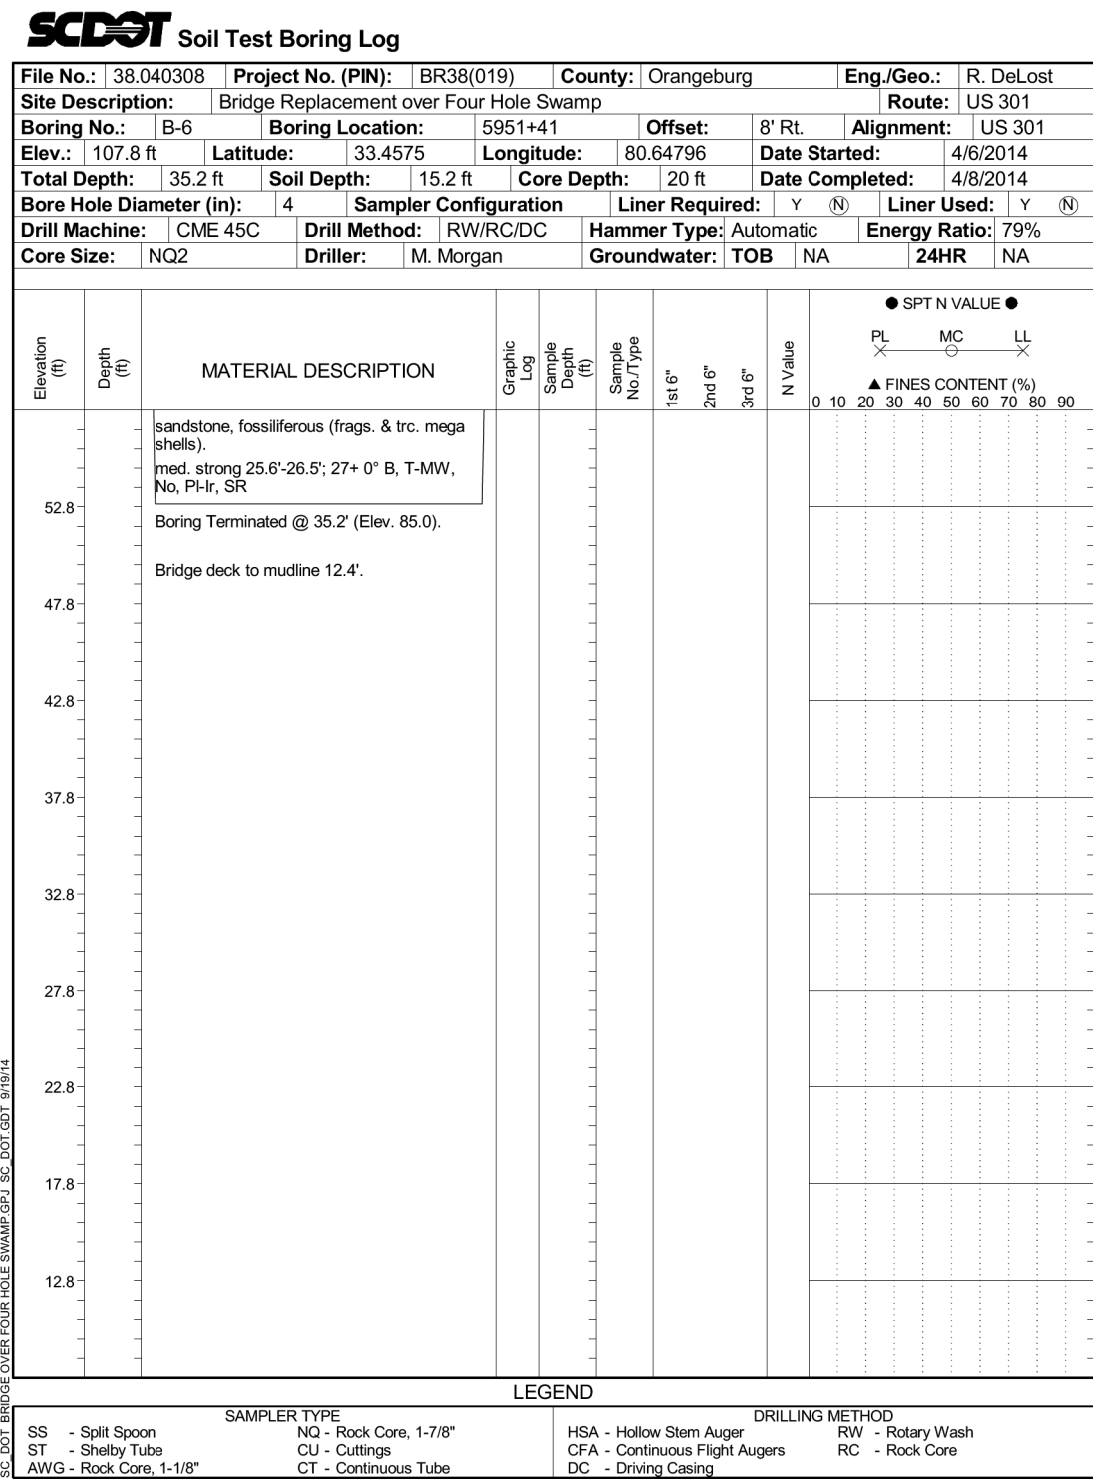 SCDOT Soil Test Boring Log
File No.: 38.040308 Project No. (PIN): BR38(019) County: Orangeburg Eng./Geo.: R. DeLost
Site Description: Bridge Replacement over Four Hole Swamp Route: US 301
Boring No.: B-6 Boring Location: 5951+41 Offset: 8' Rt. Alignment: US 301
Elev.: 107.8 ft Latitude: 33.4575 Longitude: 80.64796 Date Started: 4/6/2014
Total Depth: 35.2 ft Soil Depth: 15.2 ft Core Depth: 20 ft Date Completed: 4/8/2014
Bore Hole Diameter (in): 4 Sampler Configuration Liner Required: Y N Liner Used: Y N
Drill Machine: CME 45C Drill Method: RW/RC/DC Hammer Type: Automatic Energy Ratio: 79%
Core Size: NQ2 Driller: M. Morgan Groundwater: TOB NA 24HR NA
Elevation (ft)
Depth (ft)
MATERIAL DESCRIPTION
Graphic Log
Sample Depth (ft)
Sample No./Type
1st 6"
2nd 6"
3rd 6"
N Value
● SPT N VALUE ●
PL MC LL
▲ FINES CONTENT (%)
0 10 20 30 40 50 60 70 80 90
sandstone, fossiliferous (frags. & trc. mega
shells).
med. strong 25.6'-26.5'; 27+ 0° B, T-MW,
No, Pl-Ir, SR
52.8
Boring Terminated @ 35.2' (Elev. 85.0).
Bridge deck to mudline 12.4'.
47.8
42.8
37.8
32.8
27.8
22.8
17.8
12.8
SC_DOT BRIDGE OVER FOUR HOLE SWAMP.GPJ SC_DOT.GDT 9/19/14
LEGEND
SAMPLER TYPE DRILLING METHOD
SS - Split Spoon NQ - Rock Core, 1-7/8" HSA - Hollow Stem Auger RW - Rotary Wash
ST - Shelby Tube CU - Cuttings CFA - Continuous Flight Augers RC - Rock Core
AWG - Rock Core, 1-1/8" CT - Continuous Tube DC - Driving Casing